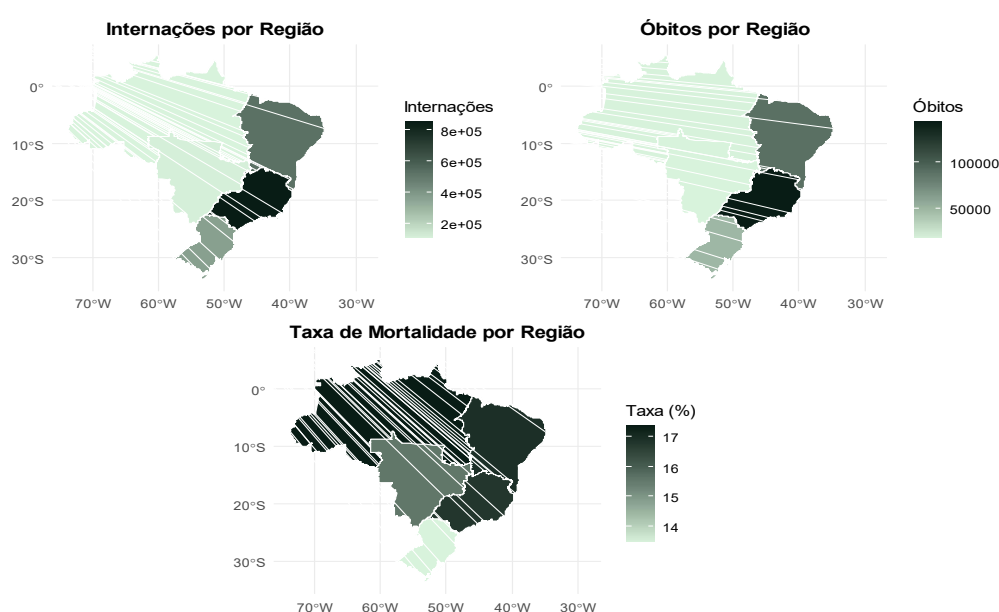 Internações por Região
0°
10°S
20°S
30°S
70°W 60°W 50°W 40°W 30°W
Internações
8e+05
6e+05
4e+05
2e+05
Óbitos por Região
0°
10°S
20°S
30°S
70°W 60°W 50°W 40°W 30°W
Óbitos
100000
50000
Taxa de Mortalidade por Região
0°
10°S
20°S
30°S
70°W 60°W 50°W 40°W 30°W
Taxa (%)
17
16
15
14